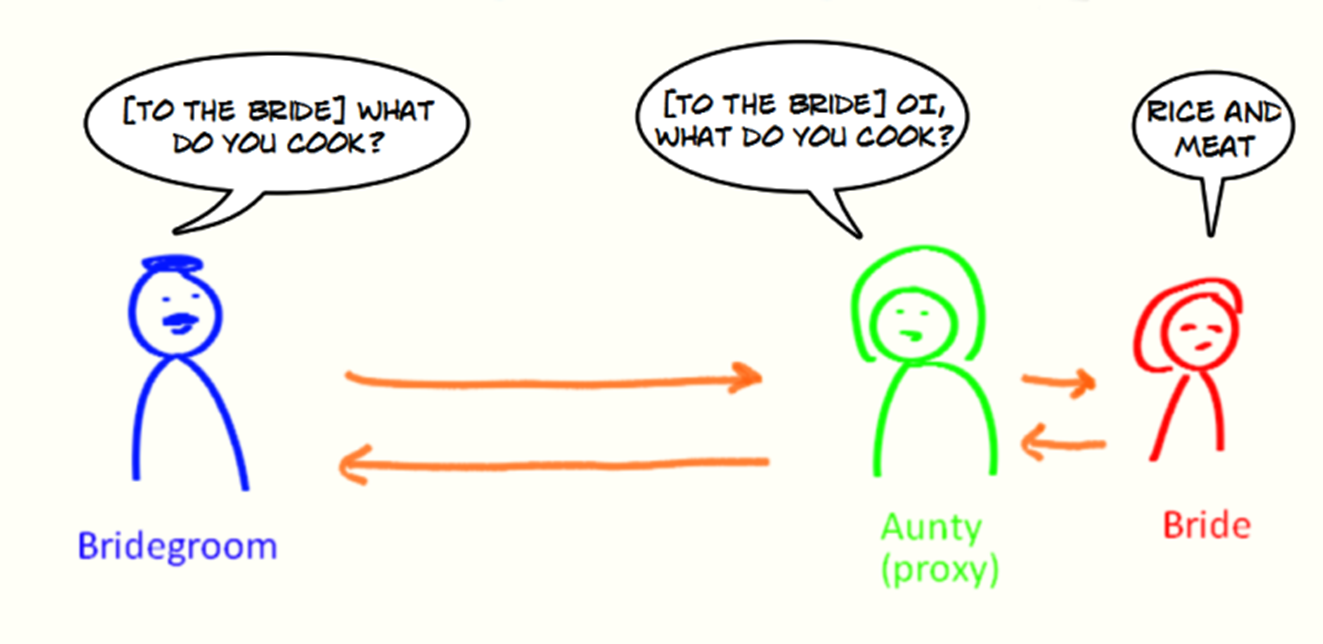 [TO THE BRIDE] WHAT
DO YOU COOK?
[TO THE BRIDE] OI,
WHAT DO YOU COOK?
RICE AND
MEAT
Bridegroom
Aunty
(proxy)
Bride